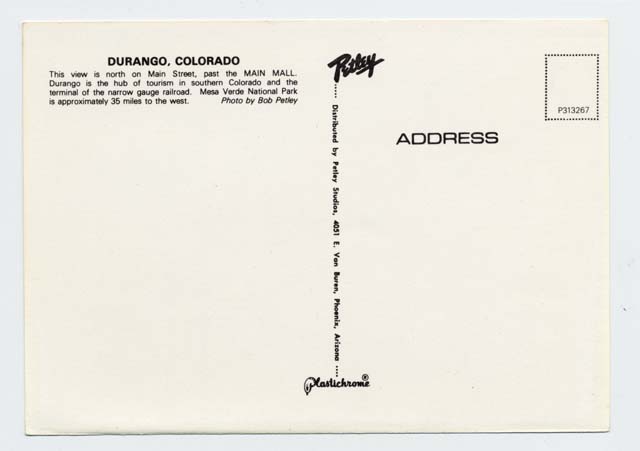 DURANGO, COLORADO
This view is north on Main Street, past the MAIN MALL.
Durango is the hub of tourism in southern Colorado and the
terminal of the narrow gauge railroad. Mesa Verde National Park
is approximately 35 miles to the west. Photo by Bob Petley
Petley
Distributed by Petley Studios, 4051 E. Van Buren, Phoenix, Arizona
Plastichrome®
P313267
ADDRESS